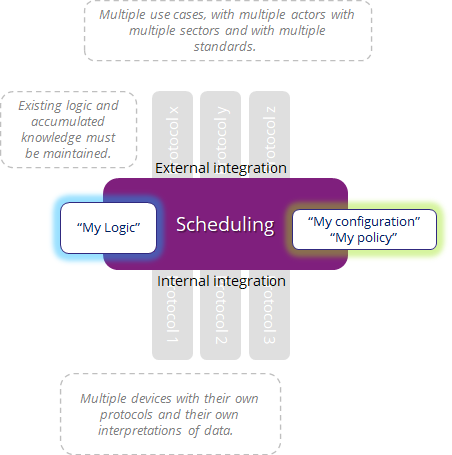 Multiple use cases, with multiple actors with
multiple sectors and with multiple
standards.
Existing logic and
accumulated
knowledge must
be maintained.
otocol x
otocol y
otocol z
External integration
“My Logic”
Scheduling
“My configuration”
“My policy”
Internal integration
otocol 1
otocol 2
otocol 3
Multiple devices with their own
protocols and their own
interpretations of data.